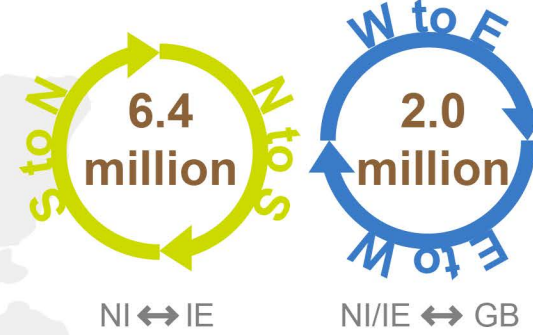 S to N
6.4
million
N to S
NI ↔ IE
W to E
2.0
million
E to W
NI/IE ↔ GB